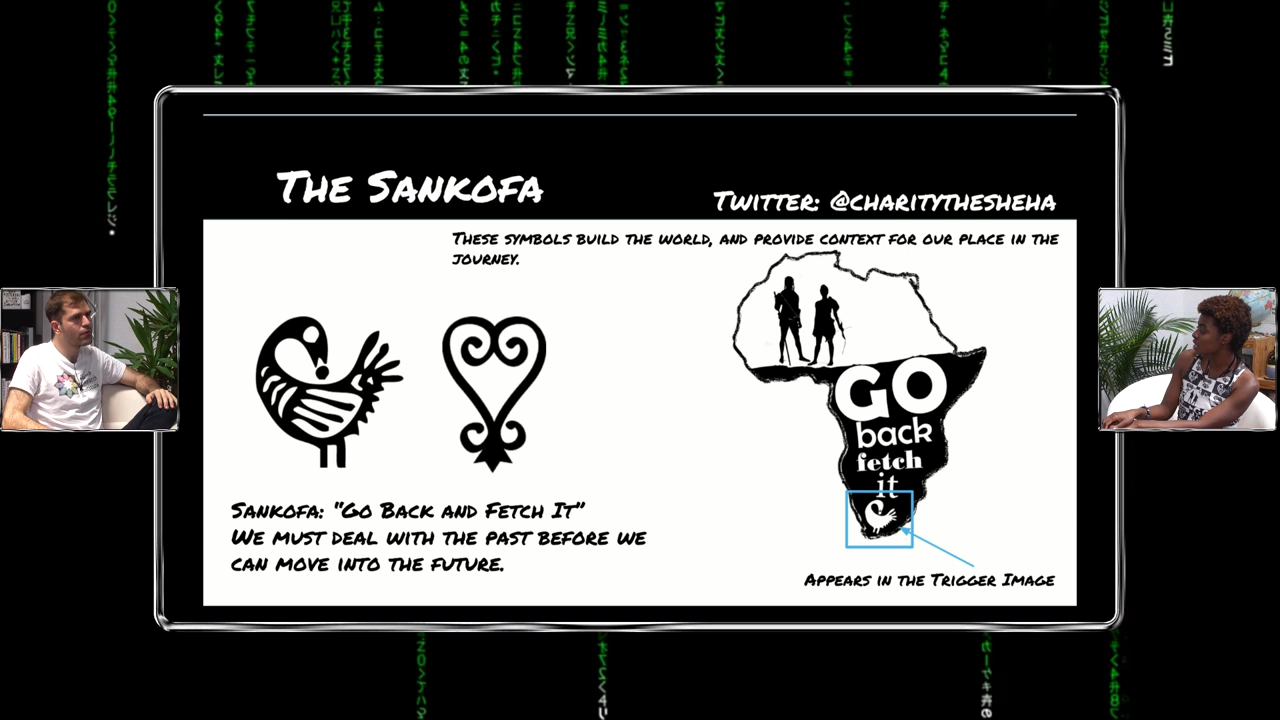 The Sankofa
Twitter: @charitythesheha
These symbols build the world, and provide context for our place in the
journey.
GO
back
fetch
it
Sankofa: "Go Back and Fetch It"
We must deal with the past before we
can move into the future.
Appears in the Trigger Image